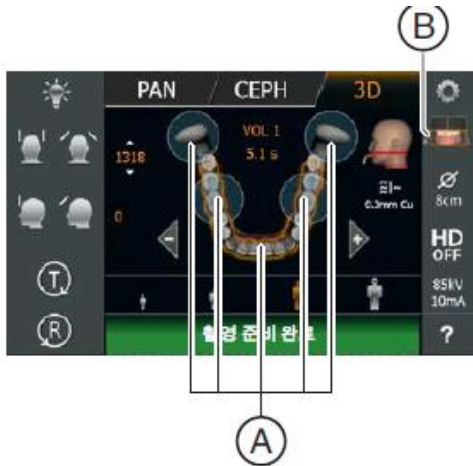 B
PAN / CEPH / 3D
VOL 1
5.1 s
1318
0
0.3mm Cu
8cm
HD
OFF
85kV
10mA
T
R
촬영 준비 완료
?
A